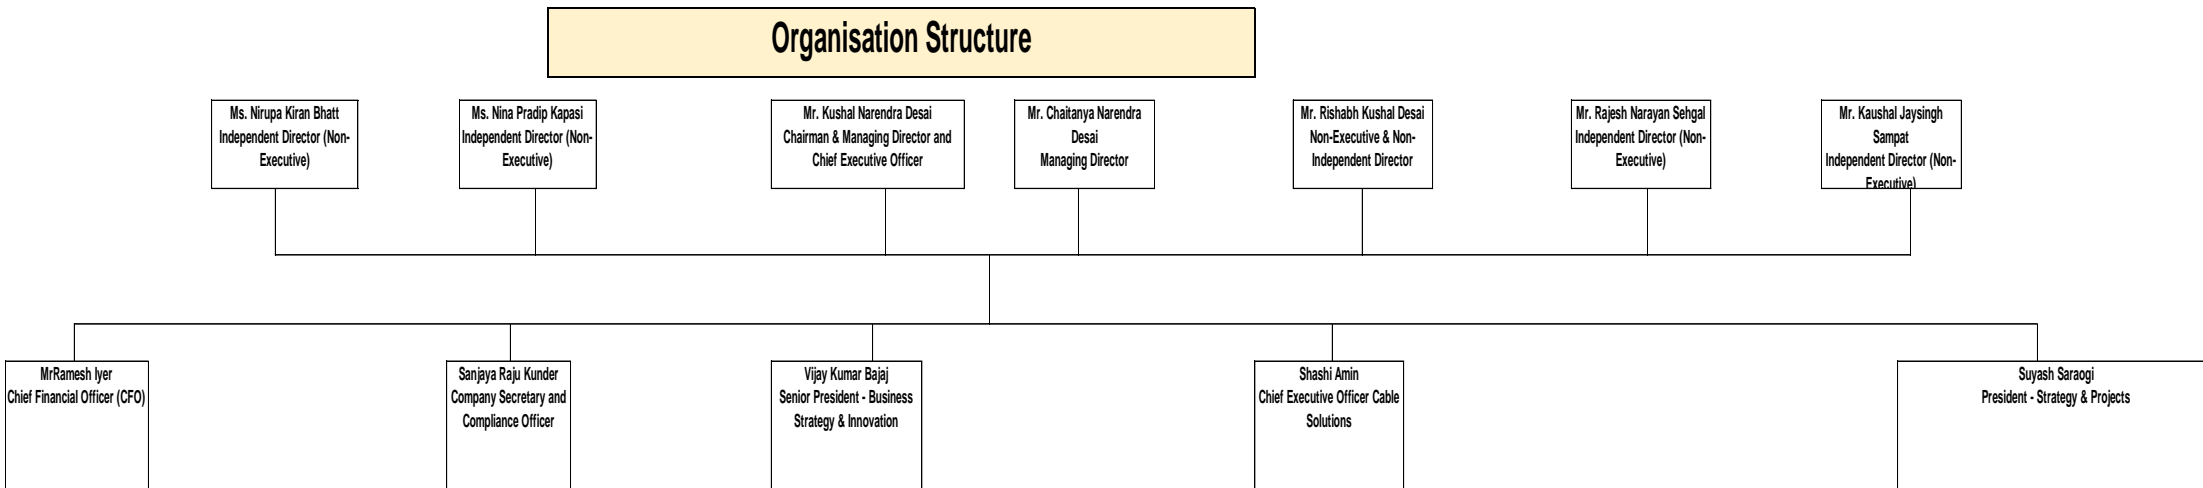 Organisation Structure
Ms. Nirupa Kiran Bhatt
Independent Director (Non-
Executive)
Ms. Nina Pradip Kapasi
Independent Director (Non-
Executive)
Mr. Kushal Narendra Desai
Chairman & Managing Director and
Chief Executive Officer
Mr. Chaitanya Narendra
Desai
Managing Director
Mr. Rishabh Kushal Desai
Non-Executive & Non-
Independent Director
Mr. Rajesh Narayan Sehgal
Independent Director (Non-
Executive)
Mr. Kaushal Jaysingh
Sampat
Independent Director (Non-
Executive)
MrRamesh Iyer
Chief Financial Officer (CFO)
Sanjaya Raju Kunder
Company Secretary and
Compliance Officer
Vijay Kumar Bajaj
Senior President - Business
Strategy & Innovation
Shashi Amin
Chief Executive Officer Cable
Solutions
Suyash Saraogi
President - Strategy & Projects